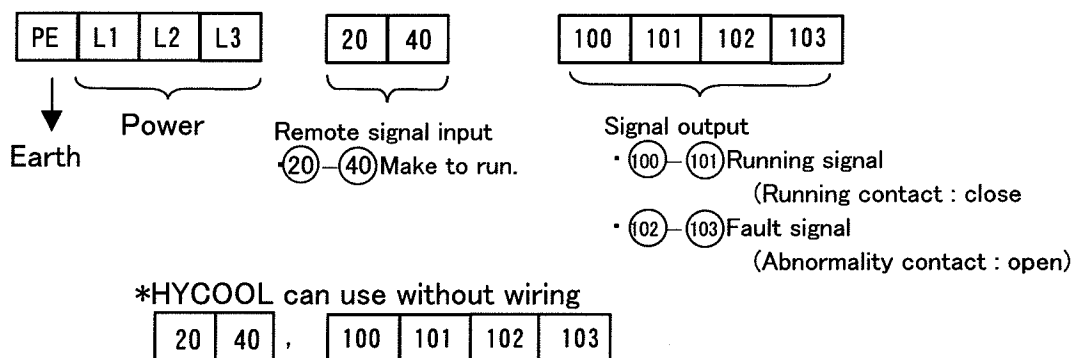 PE L1 L2 L3 20 40 100 101 102 103
Power
Earth
Remote signal input
・20－40 Make to run.
Signal output
・100－101 Running signal
(Running contact : close
・102－103 Fault signal
(Abnormality contact : open)
*HYCOOL can use without wiring
20 40 , 100 101 102 103